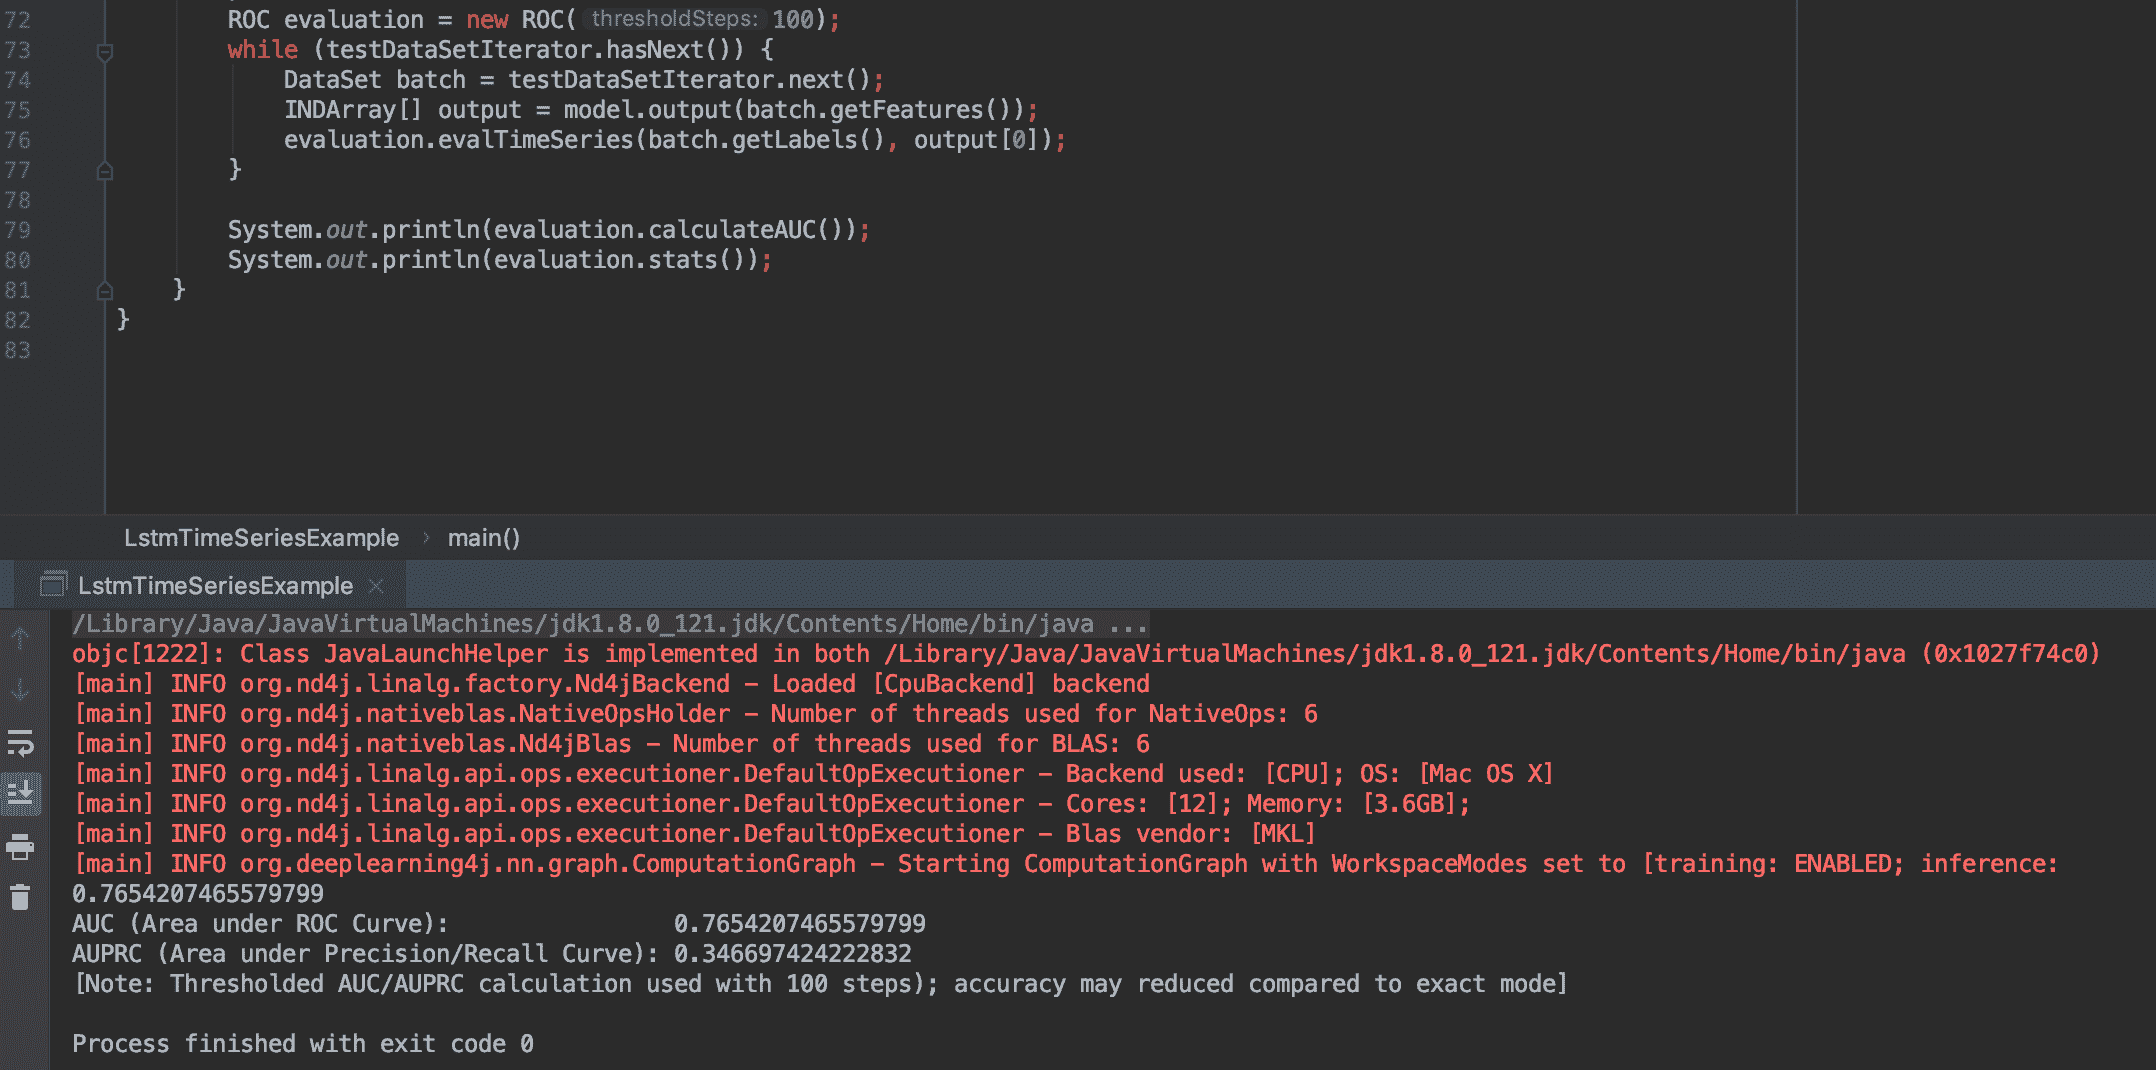 72 ROC evaluation = new ROC( thresholdSteps: 100);
73 while (testDataSetIterator.hasNext()) {
74 DataSet batch = testDataSetIterator.next();
75 INDArray[] output = model.output(batch.getFeatures());
76 evaluation.evalTimeSeries(batch.getLabels(), output[0]);
77 }
78
79 System.out.println(evaluation.calculateAUC());
80 System.out.println(evaluation.stats());
81 }
82 }
83
LstmTimeSeriesExample › main()
LstmTimeSeriesExample ×
/Library/Java/JavaVirtualMachines/jdk1.8.0_121.jdk/Contents/Home/bin/java ...
objc[1222]: Class JavaLaunchHelper is implemented in both /Library/Java/JavaVirtualMachines/jdk1.8.0_121.jdk/Contents/Home/bin/java (0x1027f74c0)
[main] INFO org.nd4j.linalg.factory.Nd4jBackend – Loaded [CpuBackend] backend
[main] INFO org.nd4j.nativeblas.NativeOpsHolder – Number of threads used for NativeOps: 6
[main] INFO org.nd4j.nativeblas.Nd4jBlas – Number of threads used for BLAS: 6
[main] INFO org.nd4j.linalg.api.ops.executioner.DefaultOpExecutioner – Backend used: [CPU]; OS: [Mac OS X]
[main] INFO org.nd4j.linalg.api.ops.executioner.DefaultOpExecutioner – Cores: [12]; Memory: [3.6GB];
[main] INFO org.nd4j.linalg.api.ops.executioner.DefaultOpExecutioner – Blas vendor: [MKL]
[main] INFO org.deeplearning4j.nn.graph.ComputationGraph – Starting ComputationGraph with WorkspaceModes set to [training: ENABLED; inference:
0.7654207465579799
AUC (Area under ROC Curve): 0.7654207465579799
AUPRC (Area under Precision/Recall Curve): 0.346697424222832
[Note: Thresholded AUC/AUPRC calculation used with 100 steps); accuracy may reduced compared to exact mode]
Process finished with exit code 0